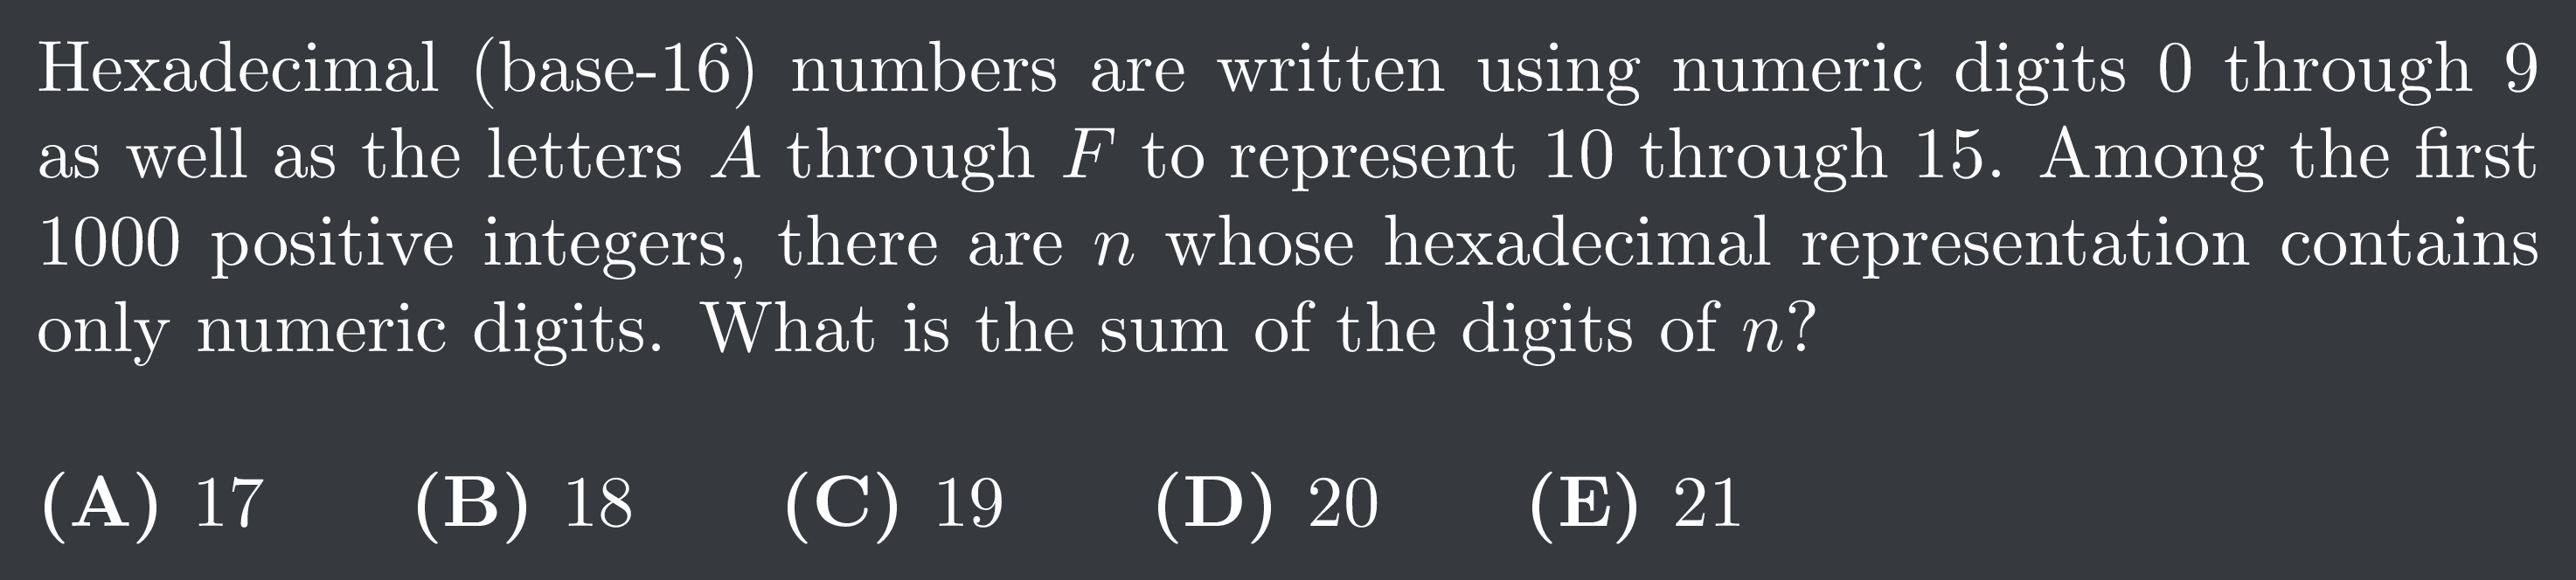 Hexadecimal (base-16) numbers are written using numeric digits 0 through 9
as well as the letters A through F to represent 10 through 15. Among the first
1000 positive integers, there are n whose hexadecimal representation contains
only numeric digits. What is the sum of the digits of n?
(A) 17 (B) 18 (C) 19 (D) 20 (E) 21